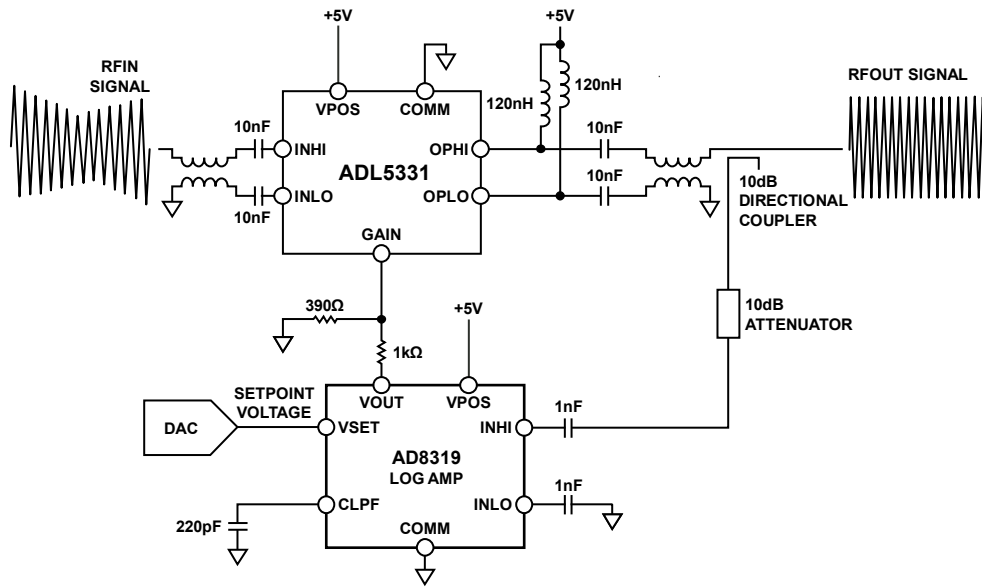 +5V
+5V
RFIN
SIGNAL
RFOUT SIGNAL
VPOS
COMM
120nH
120nH
10nF
10nF
INHI
OPHI
ADL5331
10nF
10nF
INLO
OPLO
10dB
DIRECTIONAL
COUPLER
GAIN
390Ω
+5V
10dB
ATTENUATOR
1kΩ
SETPOINT
VOLTAGE
VOUT
VPOS
1nF
DAC
VSET
INHI
AD8319
LOG AMP
1nF
CLPF
INLO
220pF
COMM